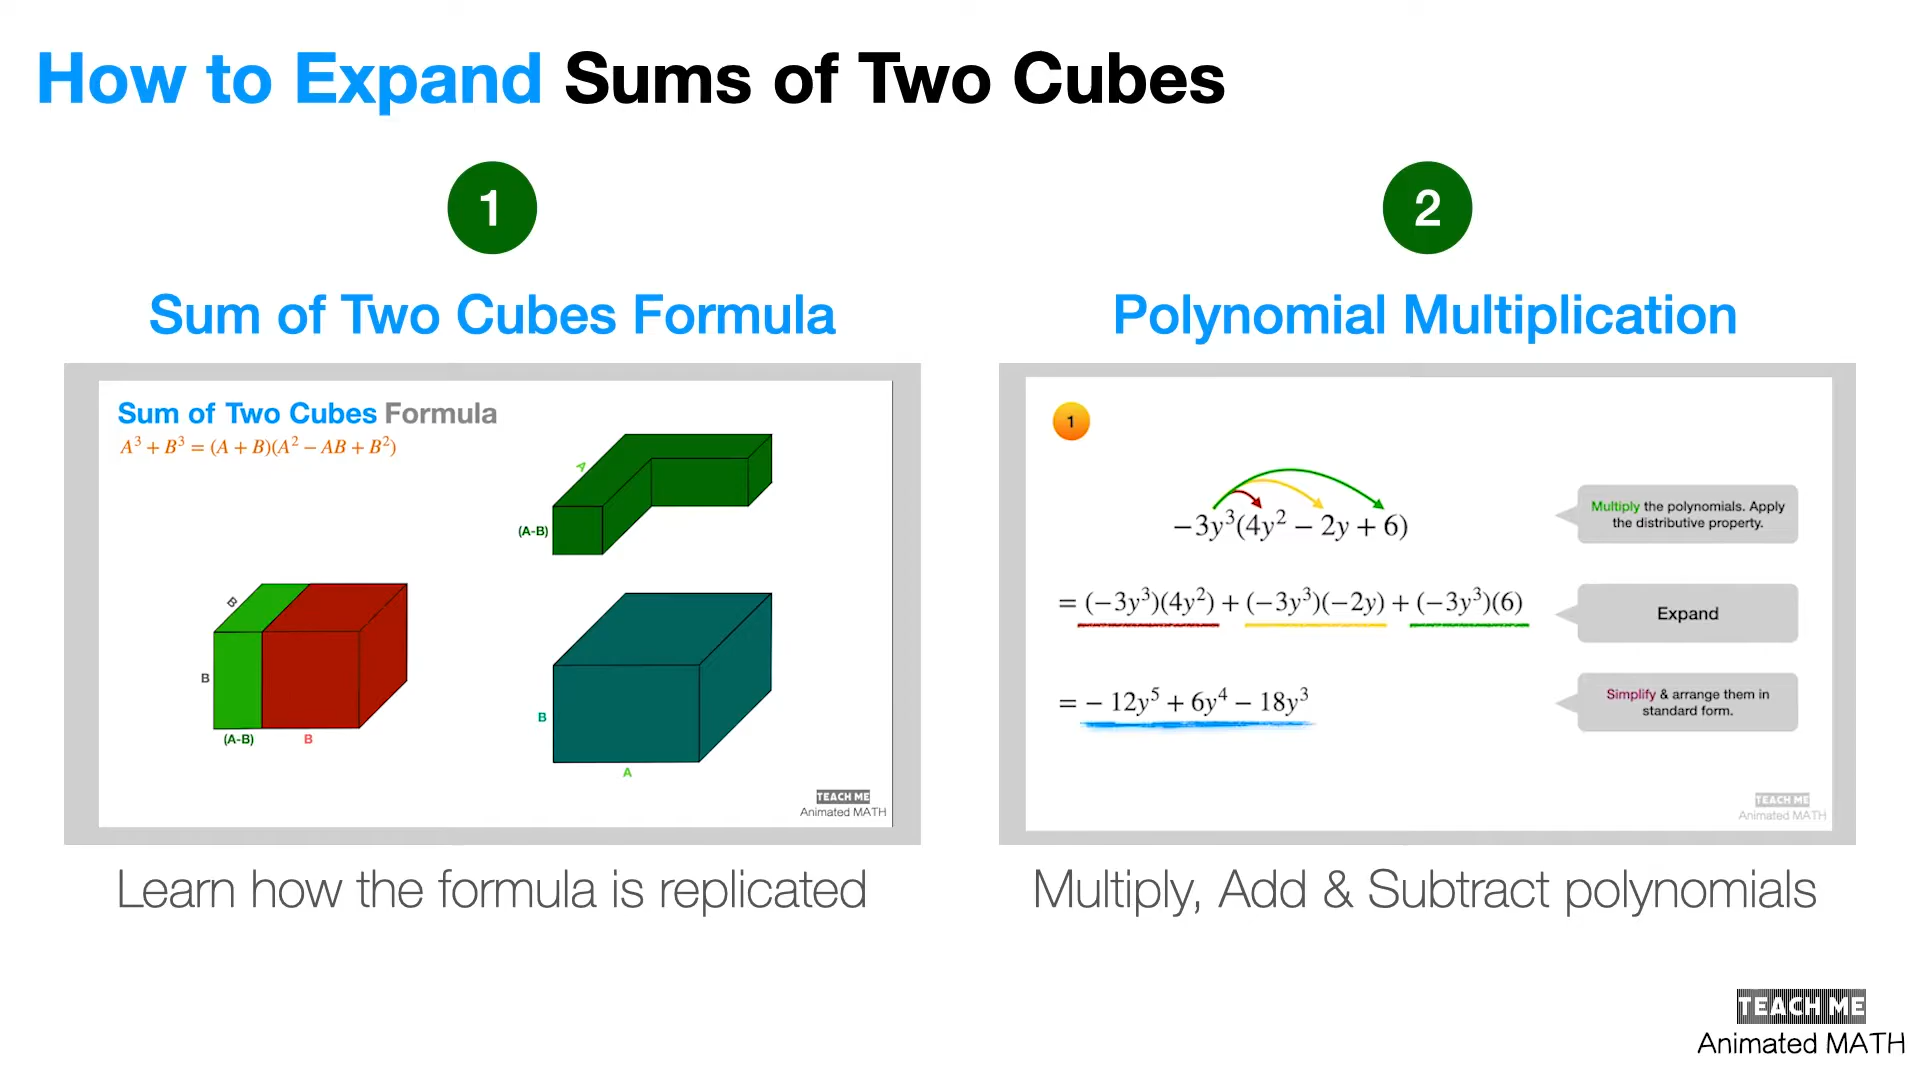 How to Expand Sums of Two Cubes
1
Sum of Two Cubes Formula
Sum of Two Cubes Formula
A³ + B³ = (A + B)(A² − AB + B²)
A
(A-B)
B
B
(A-B)
B
B
A
TEACH ME
Animated MATH
Learn how the formula is replicated
2
Polynomial Multiplication
1
−3y³(4y² − 2y + 6)
Multiply the polynomials. Apply
the distributive property.
= (−3y³)(4y²) + (−3y³)(−2y) + (−3y³)(6)
Expand
= − 12y⁵ + 6y⁴ − 18y³
Simplify & arrange them in
standard form.
TEACH ME
Animated MATH
Multiply, Add & Subtract polynomials
TEACH ME
Animated MATH